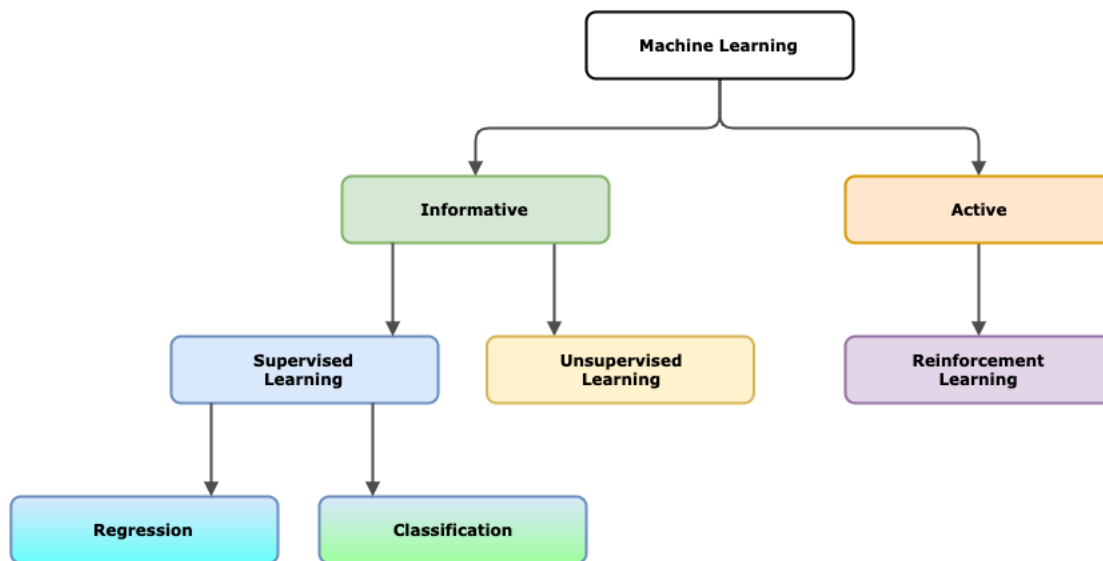 Machine Learning
Informative
Active
Supervised
Learning
Unsupervised
Learning
Reinforcement
Learning
Regression
Classification